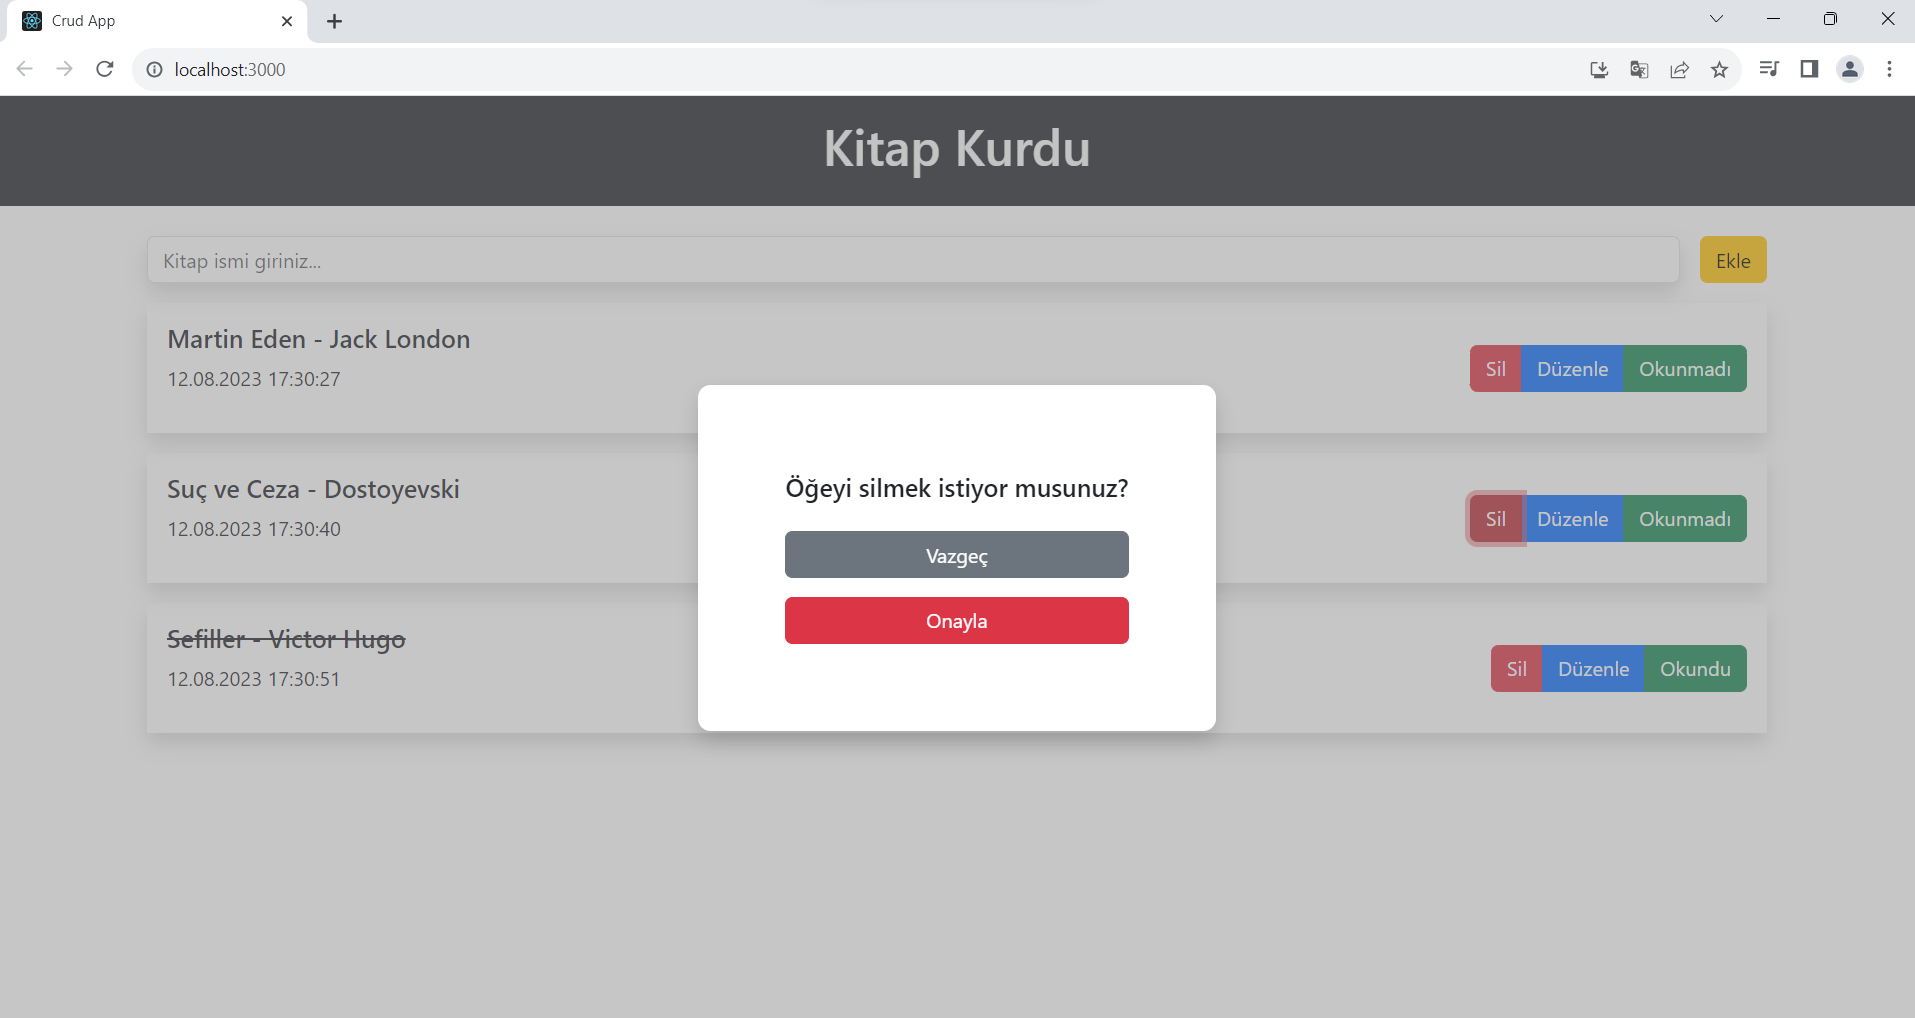 Crud App
localhost:3000
Kitap Kurdu
Kitap ismi giriniz...
Ekle
Martin Eden - Jack London
12.08.2023 17:30:27
Sil Düzenle Okunmadı
Suç ve Ceza - Dostoyevski
12.08.2023 17:30:40
Sil Düzenle Okunmadı
Sefiller - Victor Hugo
12.08.2023 17:30:51
Sil Düzenle Okundu
Öğeyi silmek istiyor musunuz?
Vazgeç
Onayla